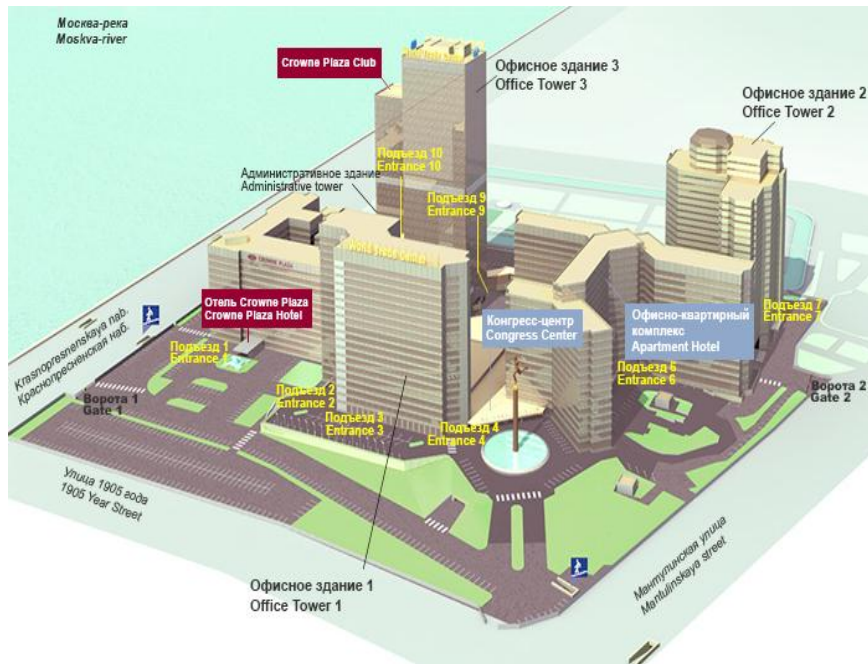 Москва-река
Moskva-river
Crowne Plaza Club
Офисное здание 3
Office Tower 3
Офисное здание 2
Office Tower 2
Подъезд 10
Entrance 10
Административное здание
Administrative tower
Подъезд 9
Entrance 9
World Trade Center
CROWNE PLAZA
Отель Crowne Plaza
Crowne Plaza Hotel
Конгресс-центр
Congress Center
Офисно-квартирный
комплекс
Apartment Hotel
Подъезд 7
Entrance 7
Krasnopresnenskaya nab.
Краснопресненская наб.
Подъезд 1
Entrance 1
Подъезд 6
Entrance 6
Ворота 1
Gate 1
Подъезд 2
Entrance 2
Ворота 2
Gate 2
Подъезд 3
Entrance 3
Подъезд 4
Entrance 4
Улица 1905 года
1905 Year Street
Мантулинская улица
Mantulinskaya street
Офисное здание 1
Office Tower 1